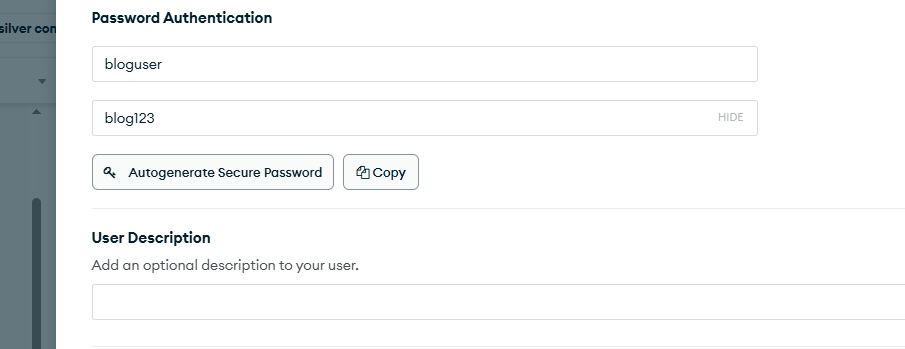 Password Authentication
silver con
bloguser
blog123
HIDE
Autogenerate Secure Password
Copy
User Description
Add an optional description to your user.